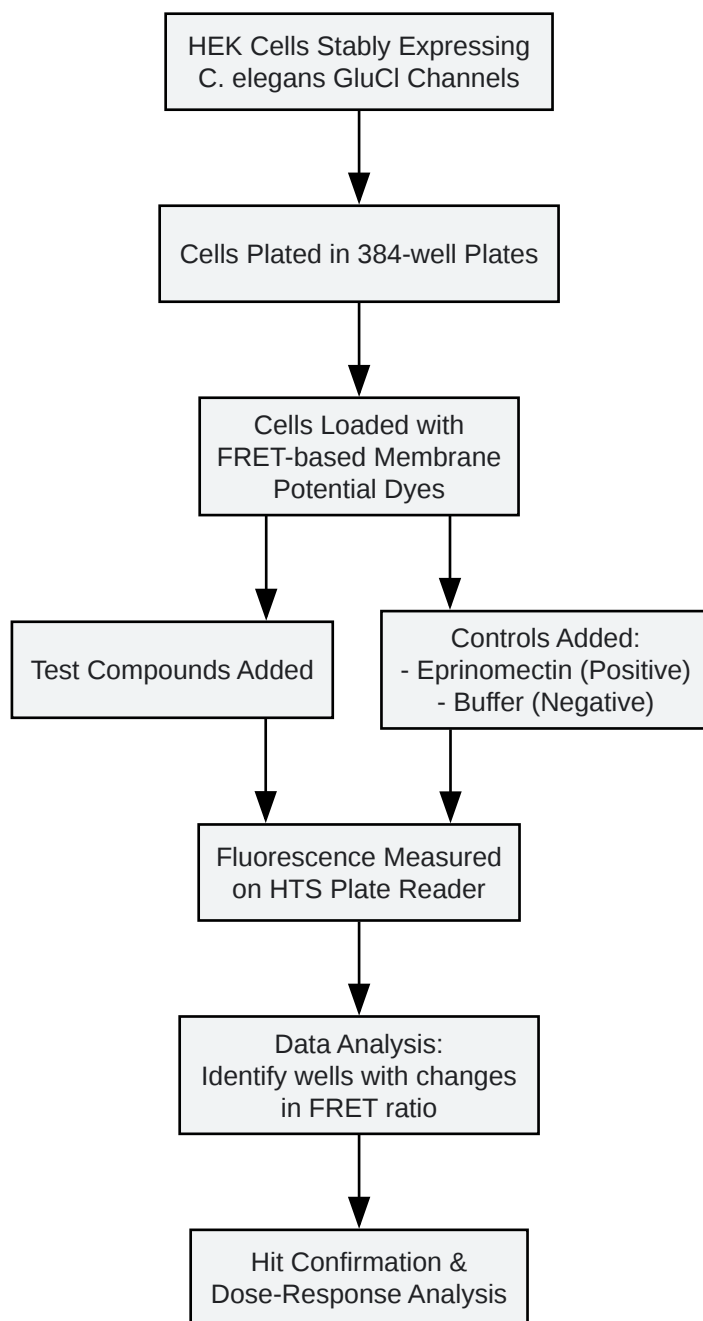 HEK Cells Stably Expressing
C. elegans GluCl Channels
Cells Plated in 384-well Plates
Cells Loaded with
FRET-based Membrane
Potential Dyes
Test Compounds Added
Controls Added:
- Eprinomectin (Positive)
- Buffer (Negative)
Fluorescence Measured
on HTS Plate Reader
Data Analysis:
Identify wells with changes
in FRET ratio
Hit Confirmation &
Dose-Response Analysis